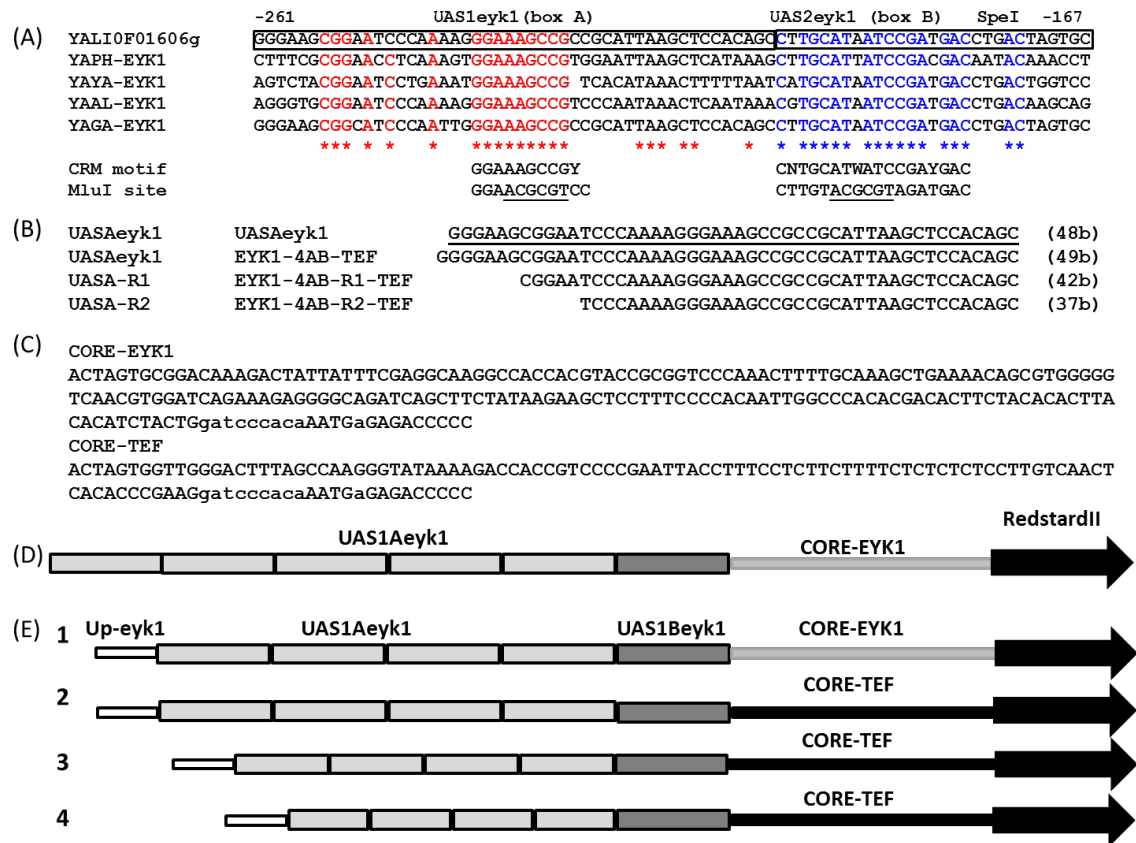 -261 UAS1eyk1(box A) UAS2eyk1 (box B) SpeI -167
(A) YALI0F01606g GGGAAGCGGAATCCCAAAAGGGAAAGCCGCCGCATTAAGCTCCACAGCCTTGCATAATCCGATGACCTGACTAGTGC
YAPH-EYK1 CTTTCGCGGAACCTCAAAGTGGAAAGCCGTGGAATTAAGCTCATAAAGCTTGCATAATCCGACGACAATACAAACCT
YAYA-EYK1 AGTCTACGGAATCCTGAAATGGAAAGCCG TCACATAAACTTTTTAATCATGCATAATCCGATGACCTGACTGGTCC
YAAL-EYK1 AGGGTGCGGAATCCCAAAAGGGAAAGCCGTCCCAATAAACTCAATAAACGTGCATAATCCGATGACCTGACAAGCAG
YAGA-EYK1 GGGAAGCGGCATCCCAATTGGGAAAGCCGCCGCATTAAGCTCCACAGCCTTGCATAATCCGATGACCTGACTAGTGC
*** * * * ********** *** ** * * ****** ****** *** **
CRM motif GGAAAGCCGY CNTGCATWATCCGAYGAC
MluI site GGAACGCGTCC CTTGTACGCGTAGATGAC
(B) UASAeyk1 UASAeyk1 GGGAAGCGGAATCCCAAAAGGGAAAGCCGCCGCATTAAGCTCCACAGC (48b)
UASAeyk1 EYK1-4AB-TEF GGGGAAGCGGAATCCCAAAAGGGAAAGCCGCCGCATTAAGCTCCACAGC (49b)
UASA-R1 EYK1-4AB-R1-TEF CGGAATCCCAAAAGGGAAAGCCGCCGCATTAAGCTCCACAGC (42b)
UASA-R2 EYK1-4AB-R2-TEF TCCCAAAAGGGAAAGCCGCCGCATTAAGCTCCACAGC (37b)
(C) CORE-EYK1
ACTAGTGCGGACAAAGACTATTATTTCGAGGCAAGGCCACCACGTACCGCGGTCCCAAACTTTTGCAAAGCTGAAAACAGCGTGGGGG
TCAACGTGGATCAGAAAGAGGGGCAGATCAGCTTCTATAAGAAGCTCCTTTCCCCACAATTGGCCCACACGACACTTCTACACACTTA
CACATCTACTGgatcccacaAATGaGAGACCCCC
CORE-TEF
ACTAGTGGTTGGGACTTTAGCCAAGGGTATAAAAGACCACCGTCCCCGAATTACCTTTCCTCTTCTTTTCTCTCTCTCCTTGTCAACT
CACACCCGAAGgatcccacaAATGaGAGACCCCC
RedstardII
(D) UAS1Aeyk1 CORE-EYK1
(E) 1 Up-eyk1 UAS1Aeyk1 UAS1Beyk1 CORE-EYK1
2 CORE-TEF
3 CORE-TEF
4 CORE-TEF